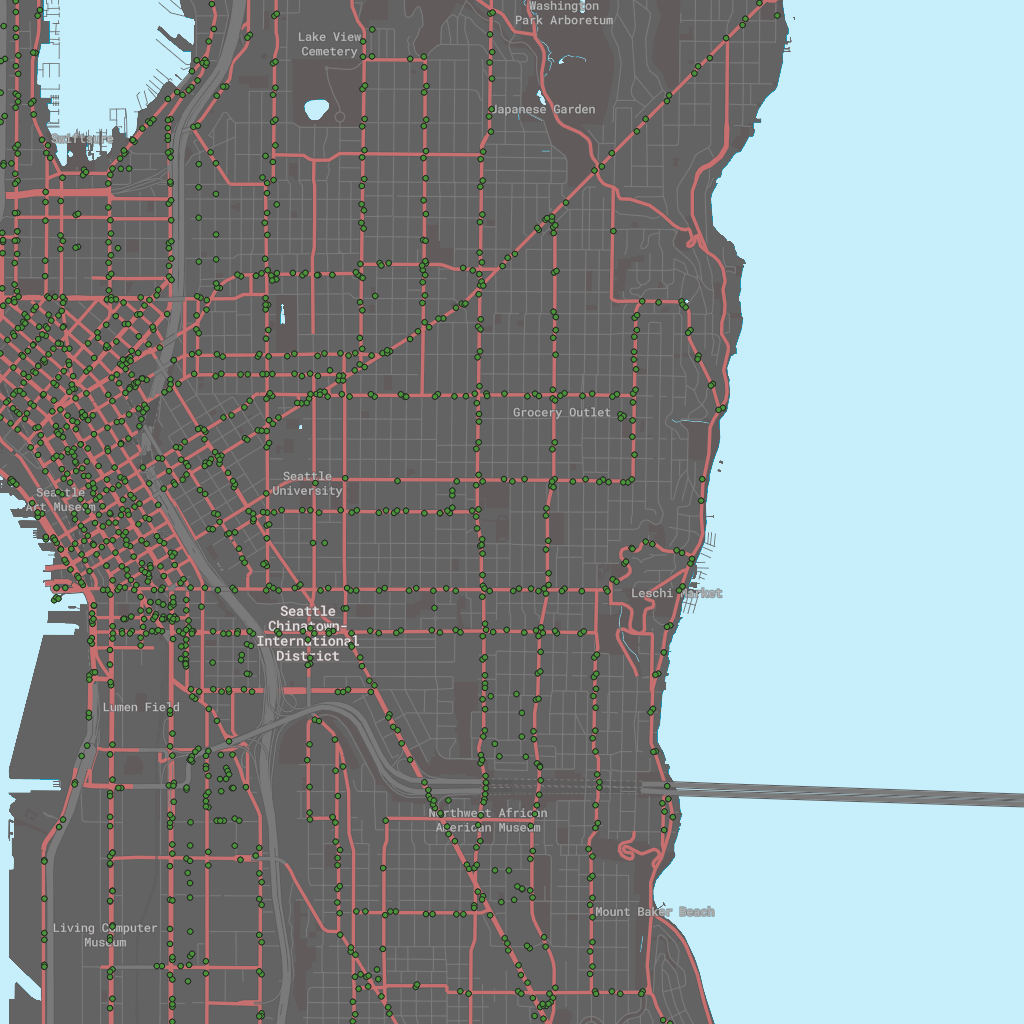 Washington
Park Arboretum
Lake View
Cemetery
Japanese Garden
Swiftsure
Grocery Outlet
Seattle
University
Seattle
Art Museum
Leschi Market
Seattle
Chinatown-
International
District
Lumen Field
Northwest African
American Museum
Mount Baker Beach
Living Computer
Museum